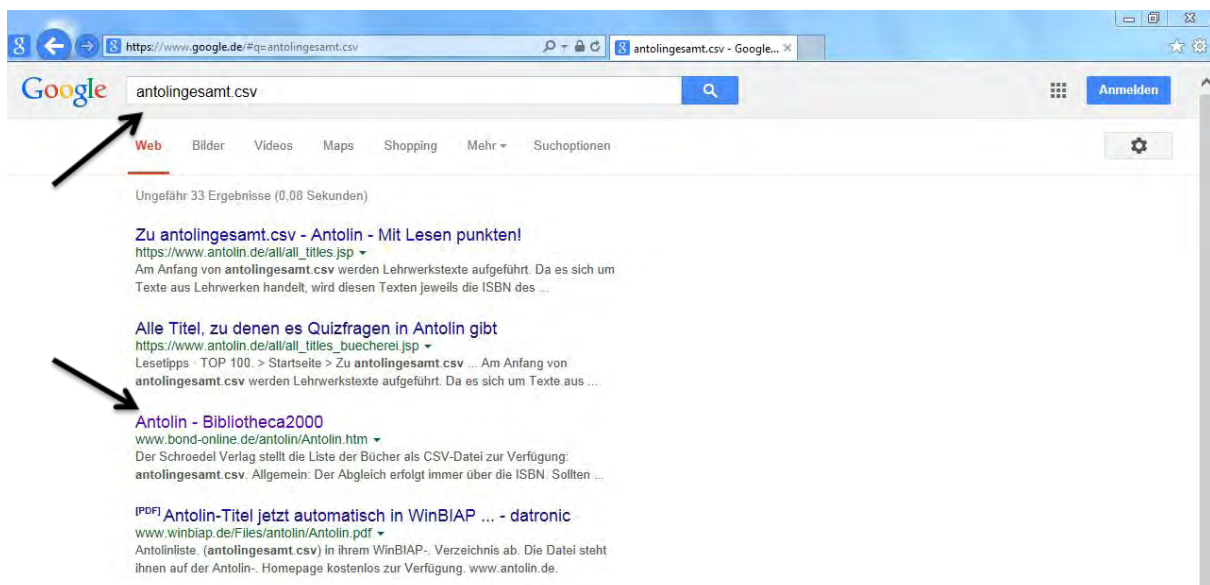 https://www.google.de/#q=antolingesamt.csv
antolingesamt.csv - Google...
Google
antolingesamt.csv
Anmelden
Web Bilder Videos Maps Shopping Mehr Suchoptionen
Ungefähr 33 Ergebnisse (0,08 Sekunden)
Zu antolingesamt.csv - Antolin - Mit Lesen punkten!
https://www.antolin.de/all/all_titles.jsp
Am Anfang von antolingesamt.csv werden Lehrwerkstexte aufgeführt. Da es sich um
Texte aus Lehrwerken handelt, wird diesen Texten jeweils die ISBN des ...
Alle Titel, zu denen es Quizfragen in Antolin gibt
https://www.antolin.de/all/all_titles_buecherei.jsp
Lesetipps · TOP 100. > Startseite > Zu antolingesamt.csv ... Am Anfang von
antolingesamt.csv werden Lehrwerkstexte aufgeführt. Da es sich um Texte aus ...
Antolin - Bibliotheca2000
www.bond-online.de/antolin/Antolin.htm
Der Schroedel Verlag stellt die Liste der Bücher als CSV-Datei zur Verfügung:
antolingesamt.csv. Allgemein: Der Abgleich erfolgt immer über die ISBN. Sollten ...
[PDF] Antolin-Titel jetzt automatisch in WinBIAP ... - datronic
www.winbiap.de/Files/antolin/Antolin.pdf
Antolinliste. (antolingesamt.csv) in ihrem WinBIAP-. Verzeichnis ab. Die Datei steht
ihnen auf der Antolin-. Homepage kostenlos zur Verfügung. www.antolin.de.